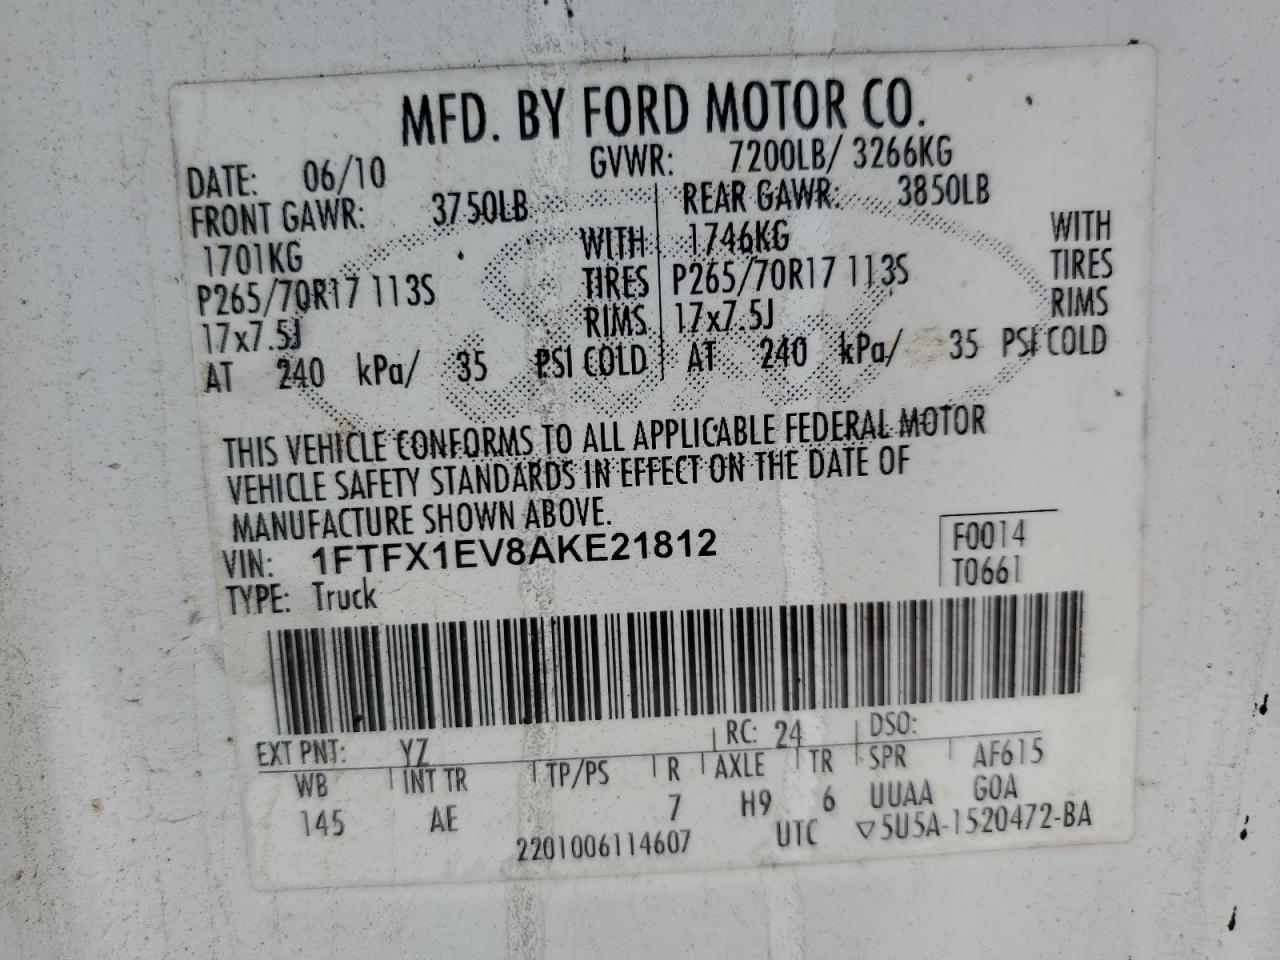 MFD. BY FORD MOTOR CO.
DATE: 06/10 GVWR: 7200LB/ 3266KG
FRONT GAWR: 3750LB REAR GAWR: 3850LB
1701KG WITH 1746KG WITH
P265/70R17 113S TIRES P265/70R17 113S TIRES
17x7.5J RIMS 17x7.5J RIMS
AT 240 kPa/ 35 PSI COLD AT 240 kPa/ 35 PSI COLD
THIS VEHICLE CONFORMS TO ALL APPLICABLE FEDERAL MOTOR
VEHICLE SAFETY STANDARDS IN EFFECT ON THE DATE OF
MANUFACTURE SHOWN ABOVE.
VIN: 1FTFX1EV8AKE21812 F0014
TYPE: Truck T0661
EXT PNT: YZ RC: 24 DSO:
WB INT TR TP/PS R AXLE TR SPR AF615
145 AE 7 H9 6 UUAA GOA
2201006114607 UTC ▽5U5A-1520472-BA